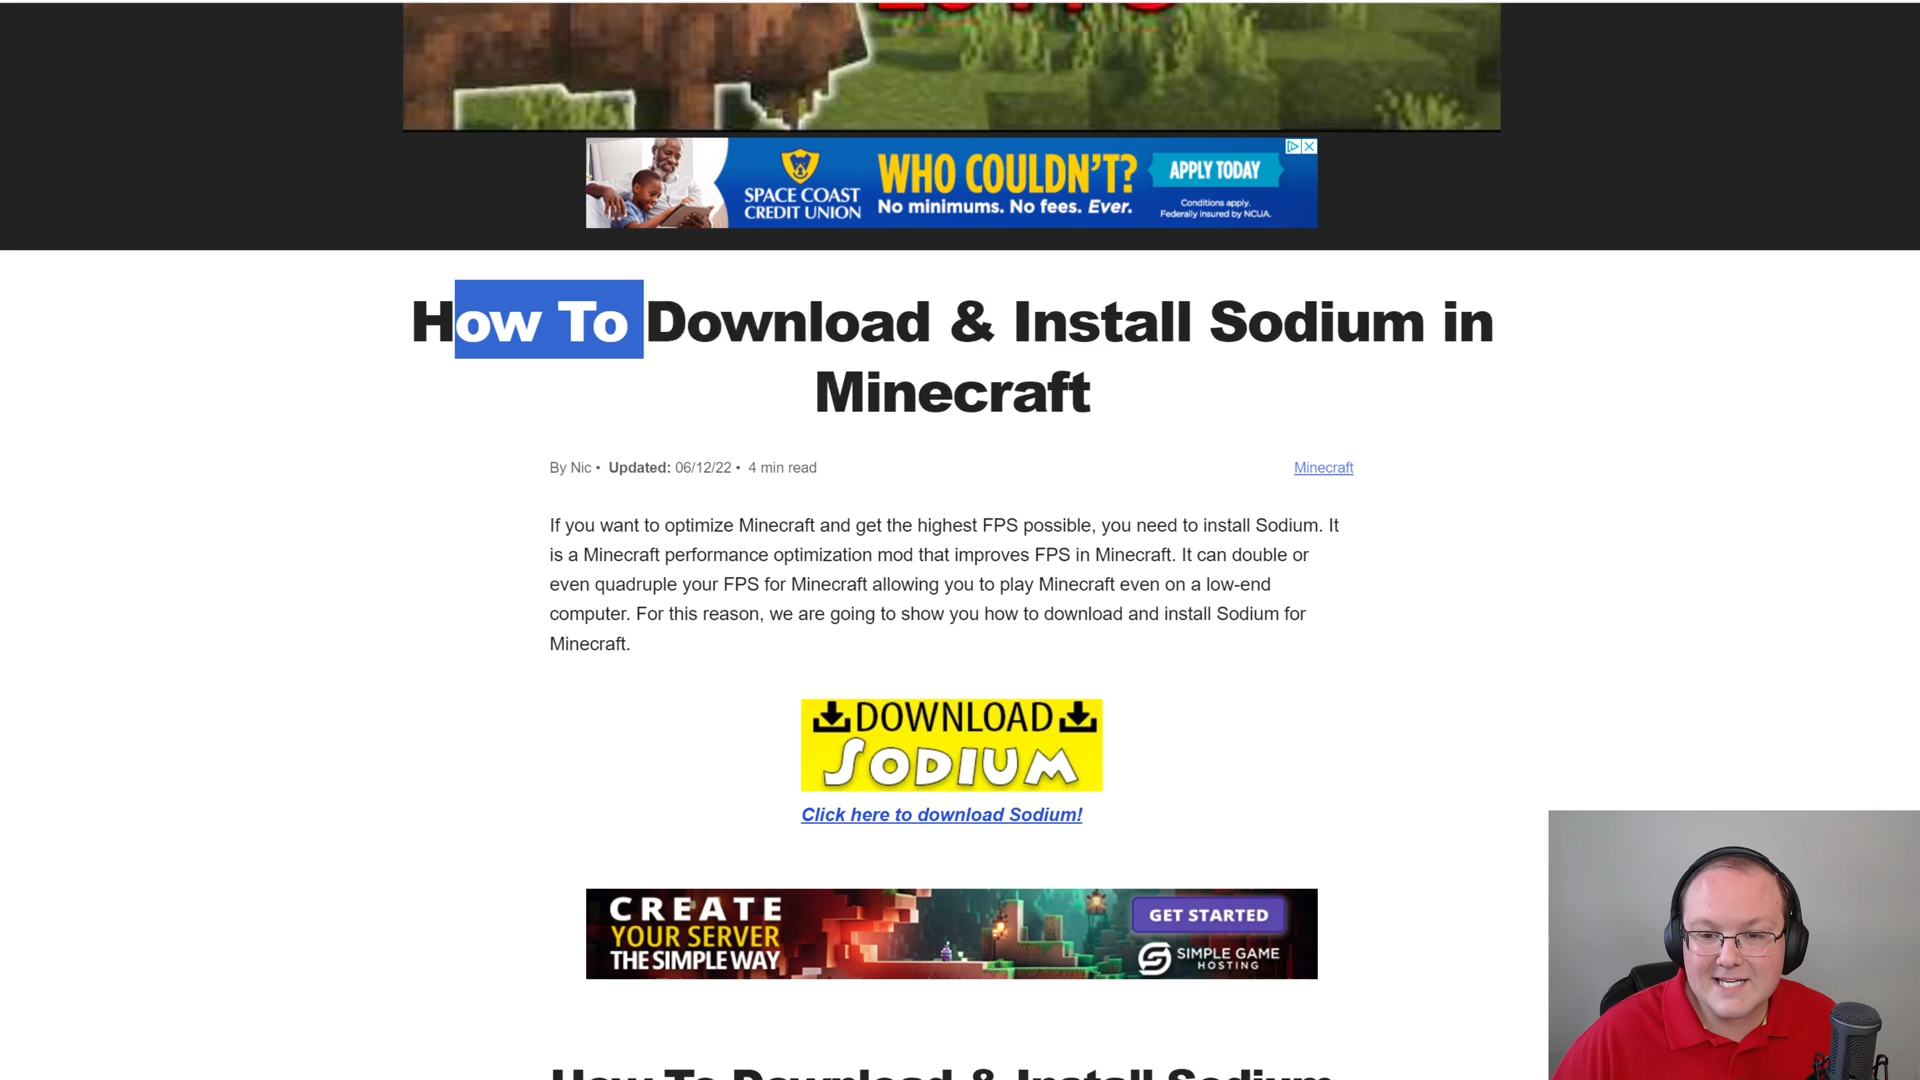 SPACE COAST
CREDIT UNION
WHO COULDN'T?
No minimums. No fees. Ever.
APPLY TODAY
Conditions apply.
Federally insured by NCUA.
How To Download & Install Sodium in
Minecraft
By Nic • Updated: 06/12/22 • 4 min read
Minecraft
If you want to optimize Minecraft and get the highest FPS possible, you need to install Sodium. It
is a Minecraft performance optimization mod that improves FPS in Minecraft. It can double or
even quadruple your FPS for Minecraft allowing you to play Minecraft even on a low-end
computer. For this reason, we are going to show you how to download and install Sodium for
Minecraft.
DOWNLOAD
SODIUM
Click here to download Sodium!
CREATE
YOUR SERVER
THE SIMPLE WAY
GET STARTED
SIMPLE GAME
HOSTING
How To Download & Install Sodium